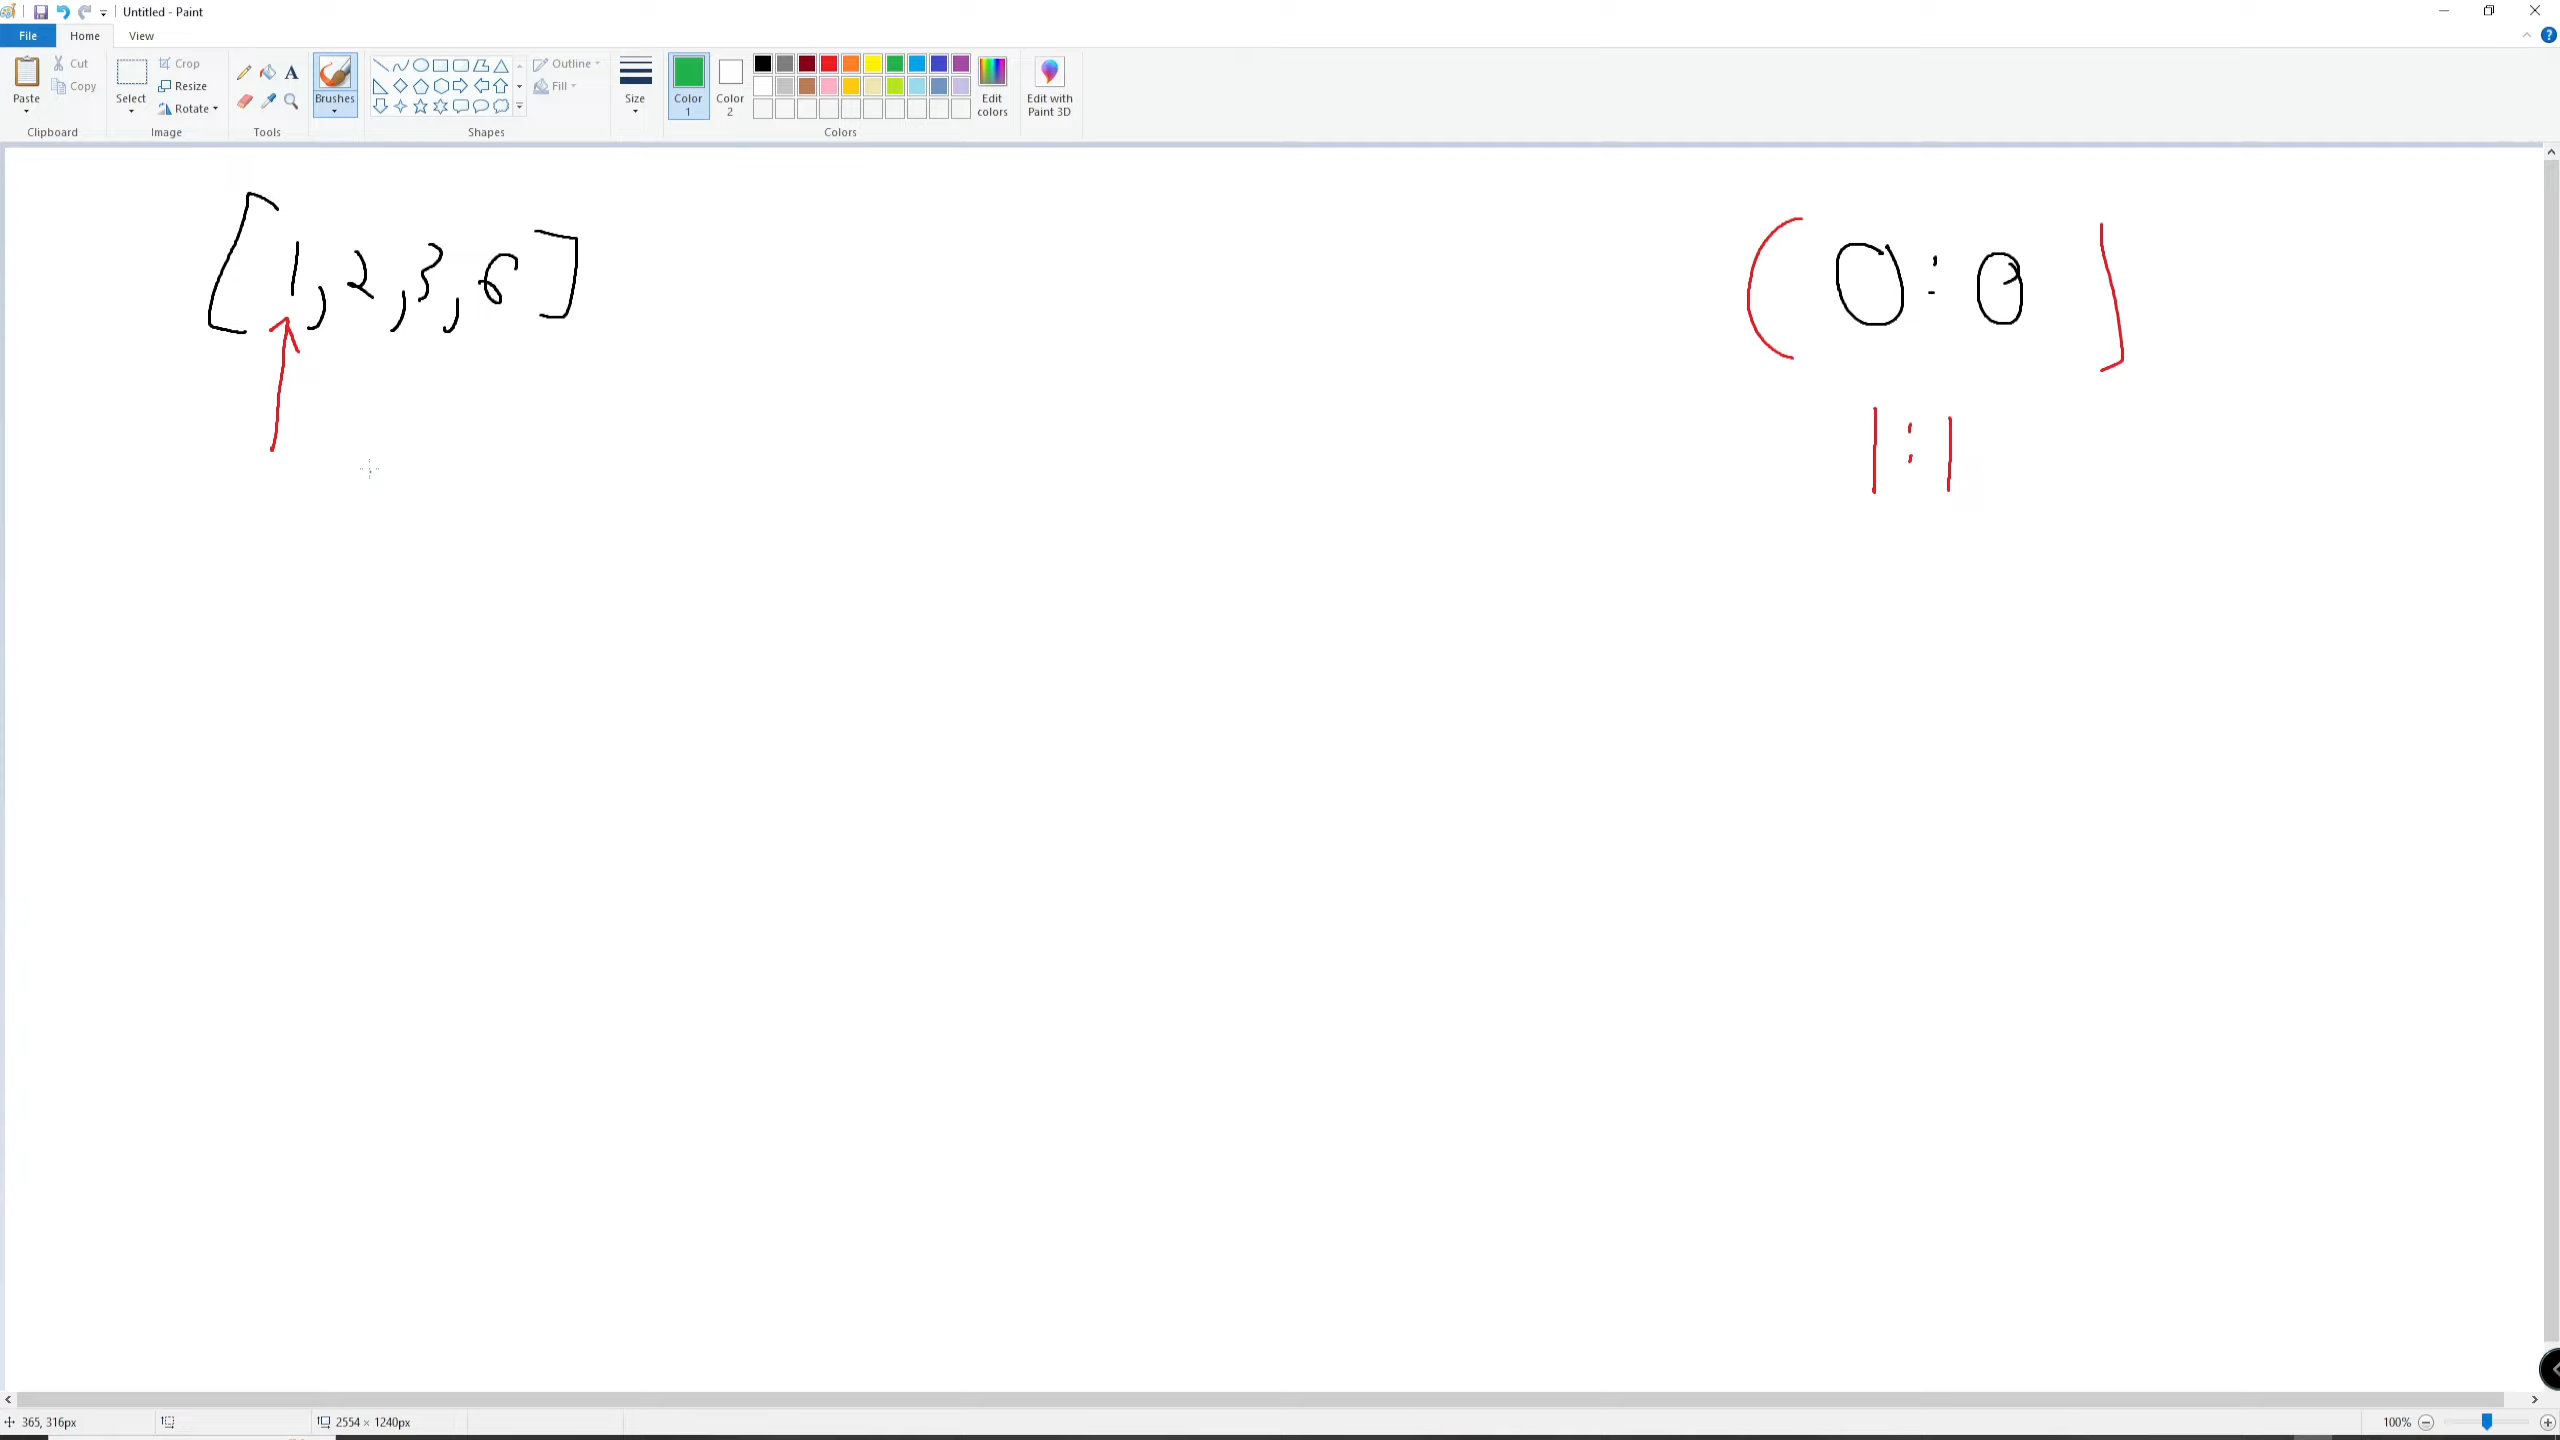 Untitled - Paint
File Home View
Paste
Cut
Copy
Clipboard
Select
Crop
Resize
Rotate
Image
Tools
Brushes
Shapes
Outline
Fill
Size
Color 1
Color 2
Colors
Edit colors
Edit with Paint 3D
[1, 2, 3, 6]
( 0 : 0 )
1 : 1
365, 316px
2554 × 1240px
100%